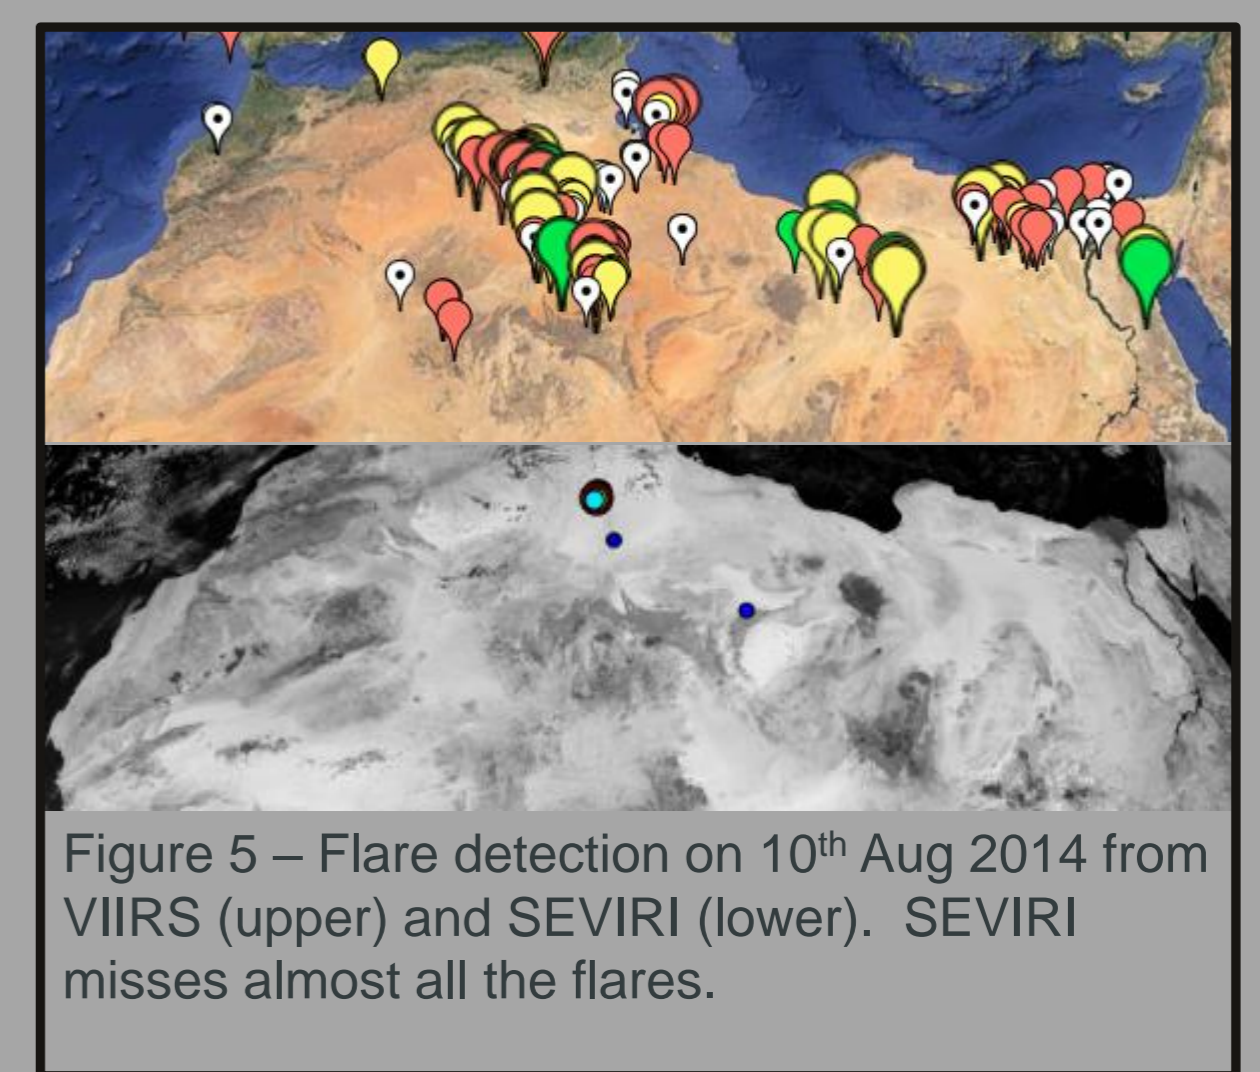 Figure 5 – Flare detection on 10th Aug 2014 from
VIIRS (upper) and SEVIRI (lower).  SEVIRI
misses almost all the flares.